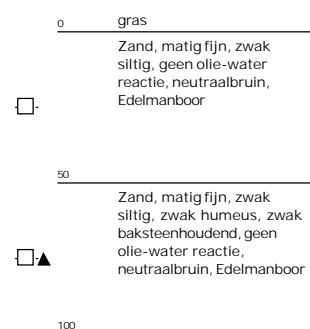 0 gras
Zand, matig fijn, zwak
siltig, geen olie-water
reactie, neutraalbruin,
Edelmanboor
50
Zand, matig fijn, zwak
siltig, zwak humeus, zwak
baksteenhoudend, geen
olie-water reactie,
neutraalbruin, Edelmanboor
100